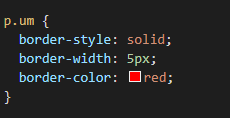 p.um {
  border-style: solid;
  border-width: 5px;
  border-color: red;
}